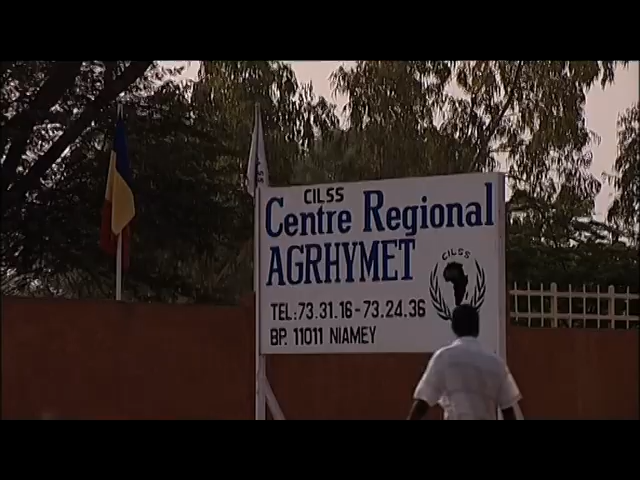 CILSS
Centre Regional
AGRHYMET
CILSS
TEL:73.31.16-73.24.36
BP. 11011 NIAMEY